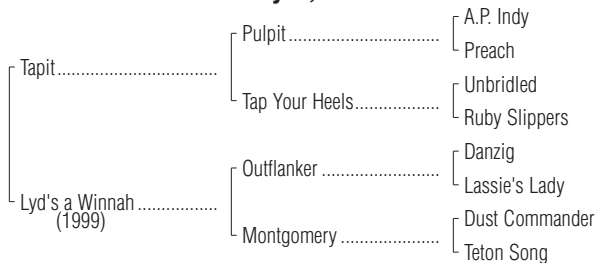 A.P. Indy
Pulpit
Preach
Tapit
Unbridled
Tap Your Heels
Ruby Slippers
Danzig
Outflanker
Lassie's Lady
Lyd's a Winnah
(1999)
Dust Commander
Montgomery
Teton Song